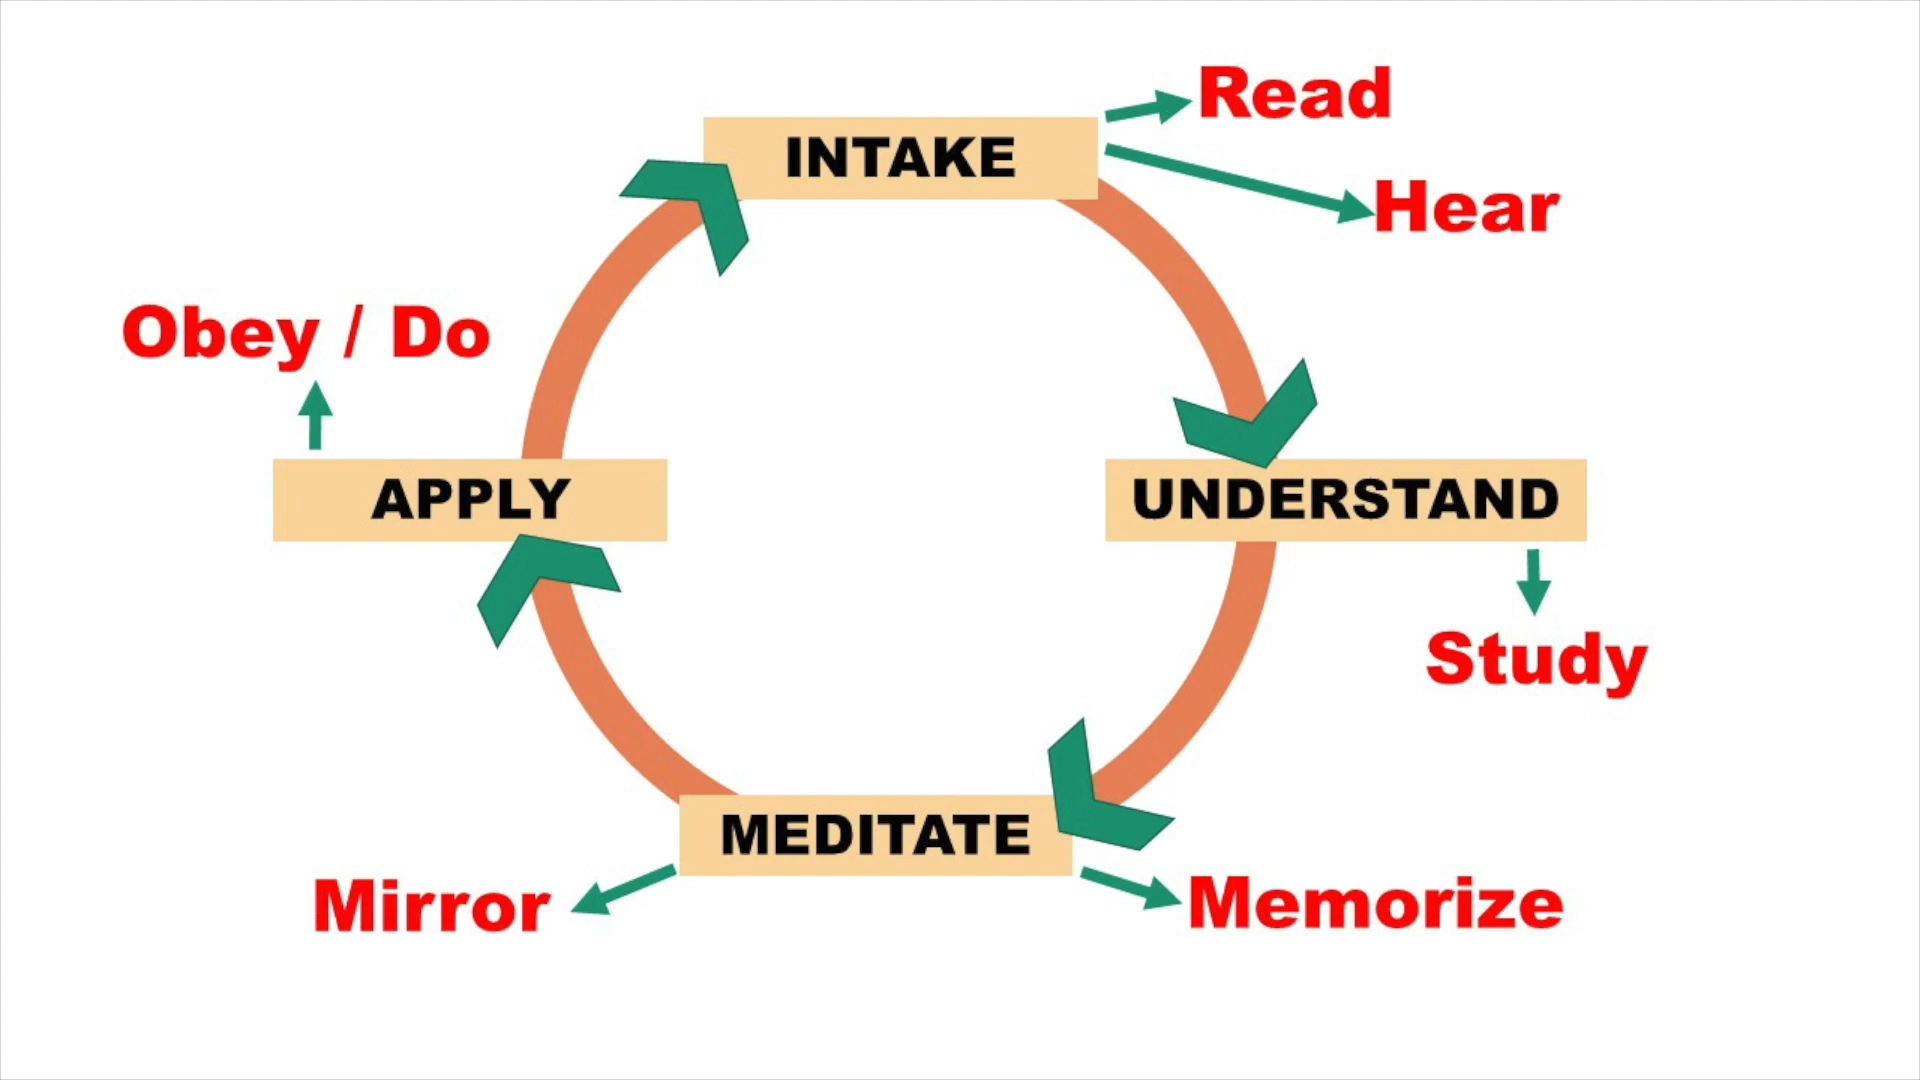 Read
INTAKE
Hear
Obey / Do
APPLY
UNDERSTAND
Study
MEDITATE
Mirror
Memorize